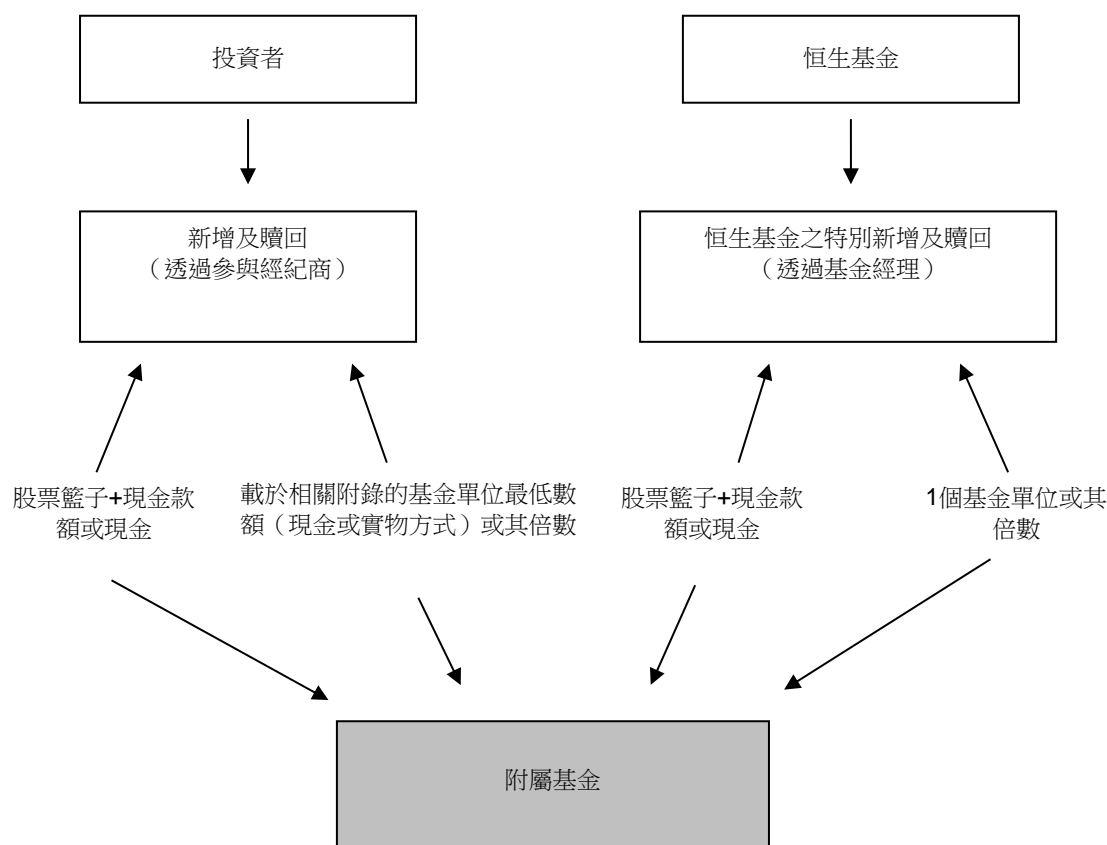 投資者
恒生基金
新增及贖回
（透過參與經紀商）
恒生基金之特別新增及贖回
（透過基金經理）
股票籃子+現金款
額或現金
載於相關附錄的基金單位最低數
額（現金或實物方式）或其倍數
股票籃子+現金款
額或現金
1個基金單位或其
倍數
附屬基金